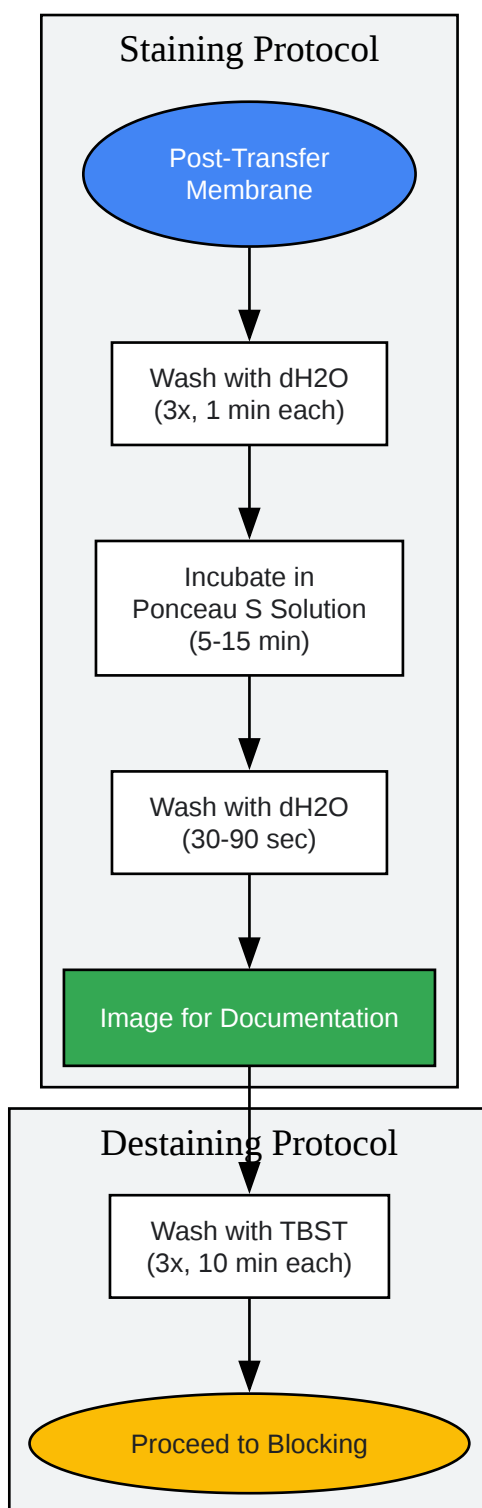 Staining Protocol
Post-Transfer
Membrane
Wash with dH2O
(3x, 1 min each)
Incubate in
Ponceau S Solution
(5-15 min)
Wash with dH2O
(30-90 sec)
Image for Documentation
Destaining Protocol
Wash with TBST
(3x, 10 min each)
Proceed to Blocking